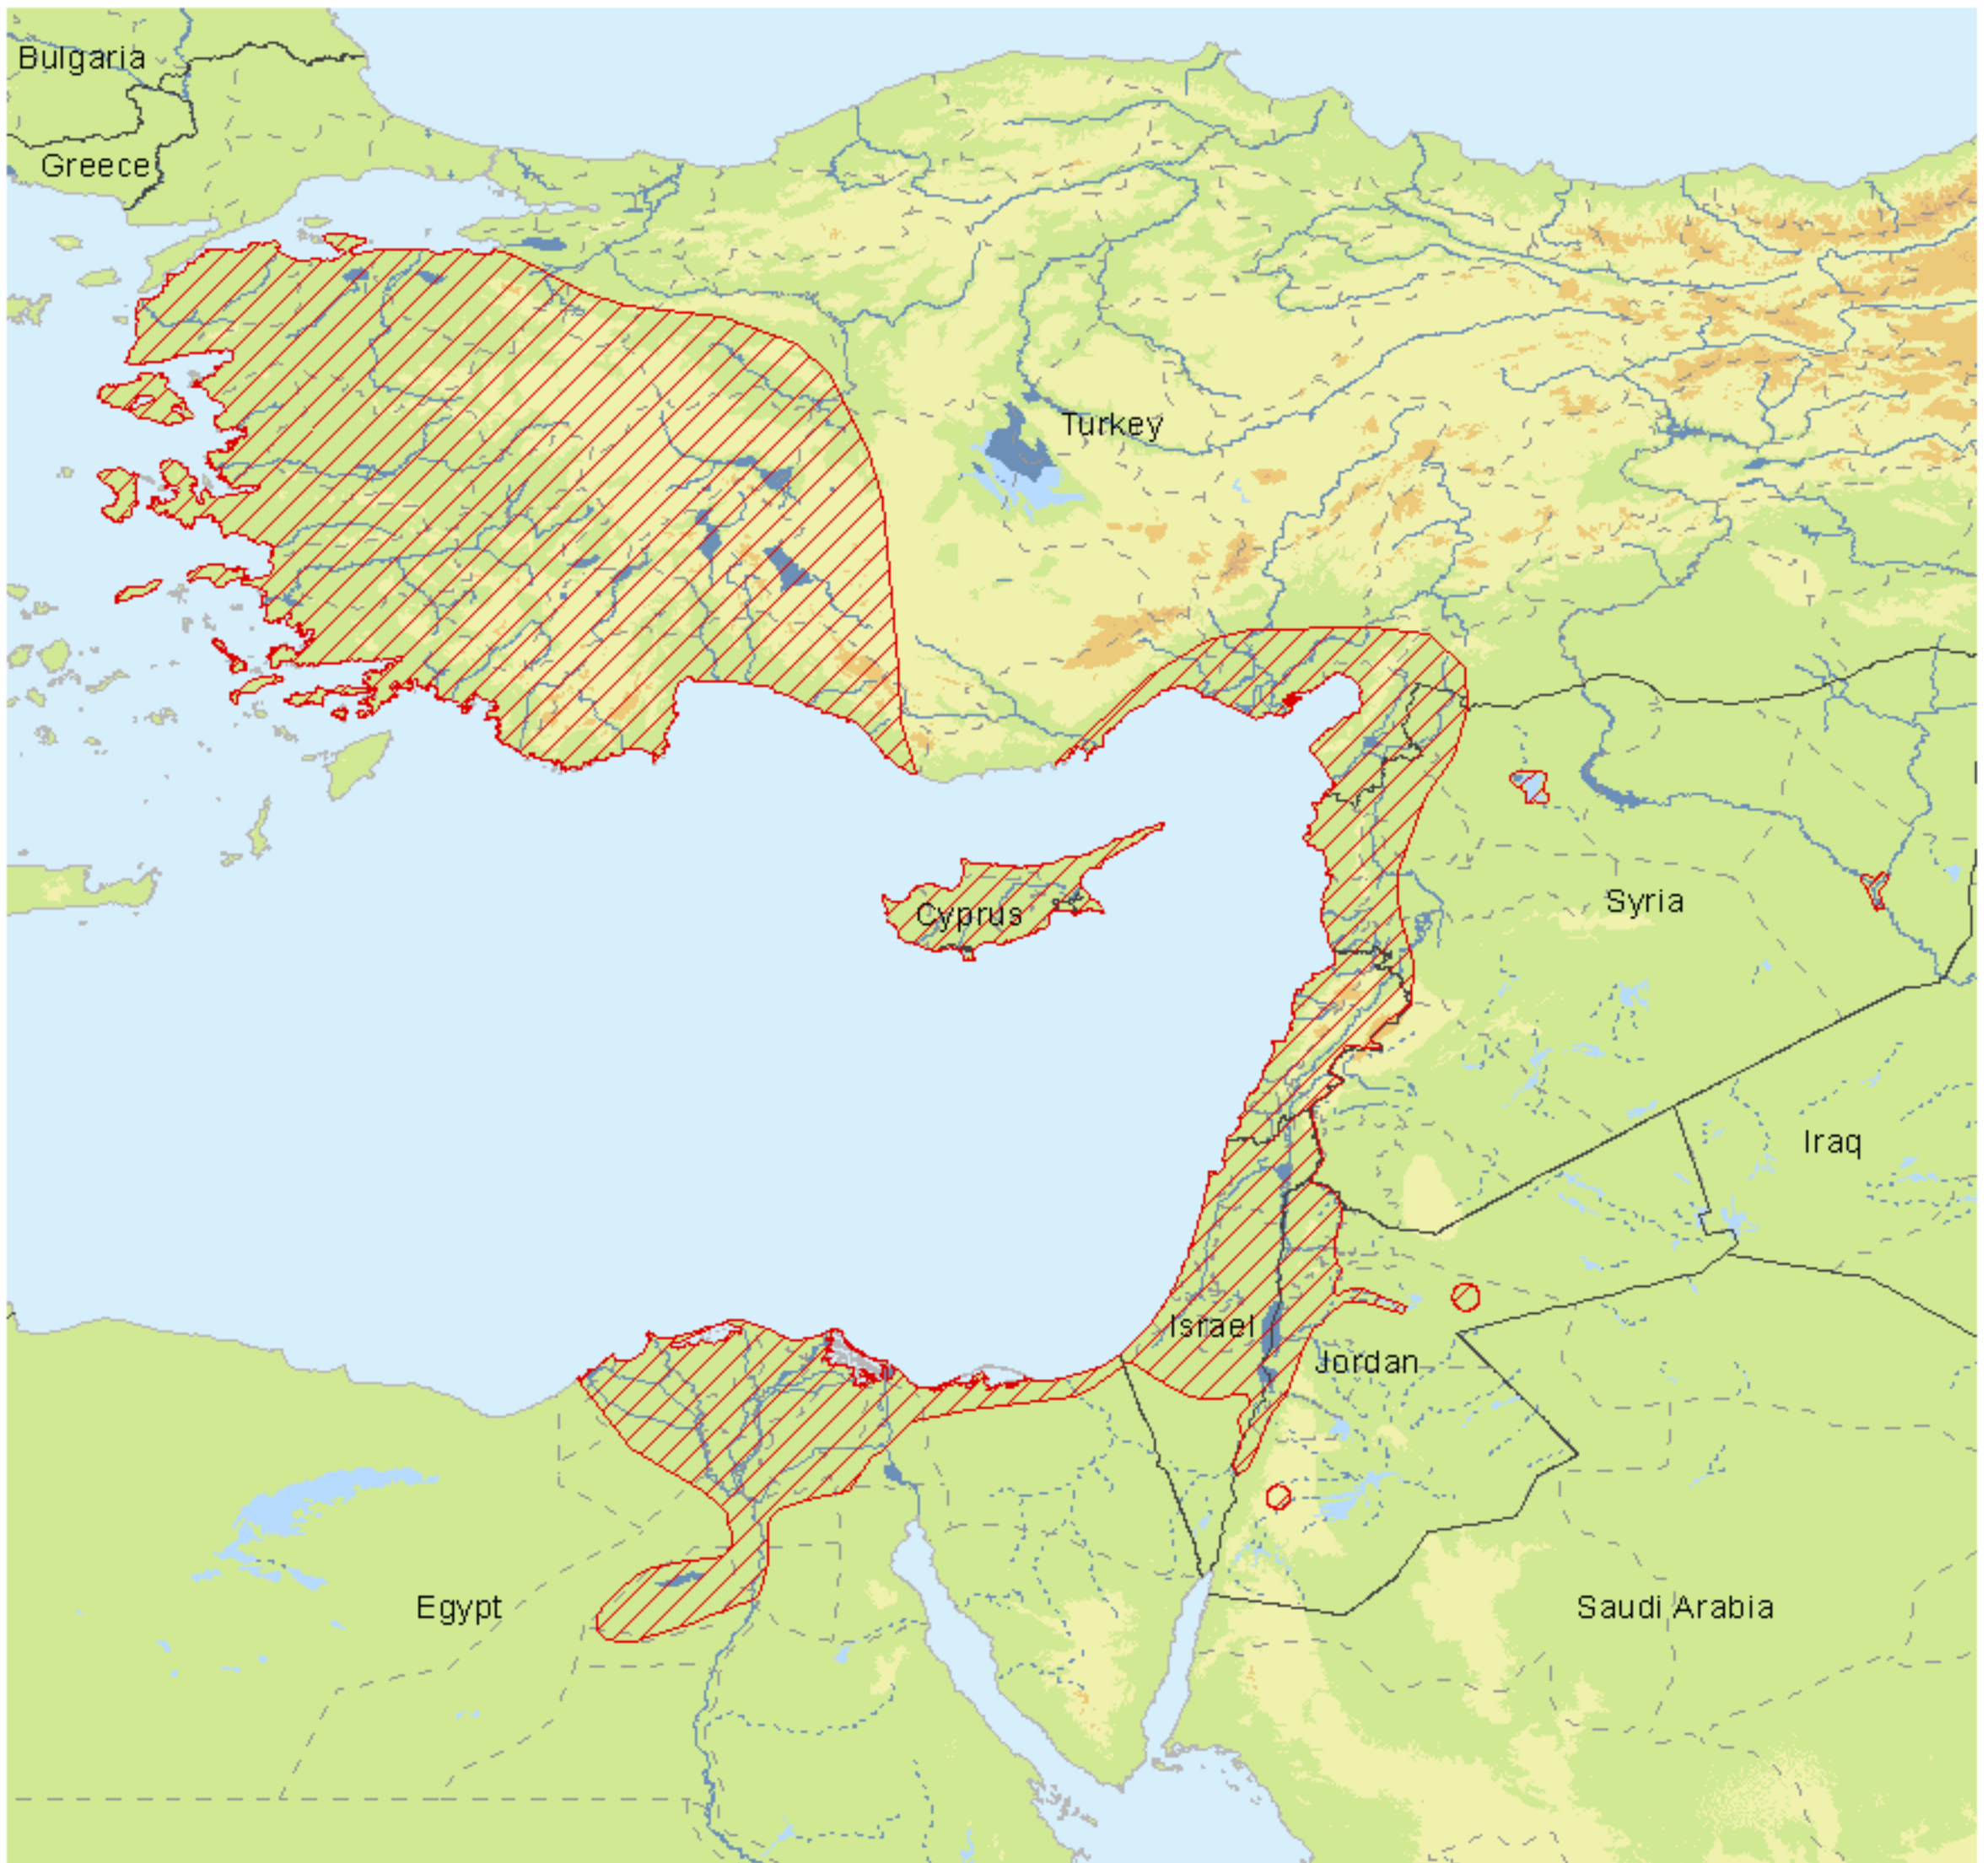 Bulgaria
Greece
Turkey
Syria
Cyprus
Iraq
Israel
Jordan
Egypt
Saudi Arabia